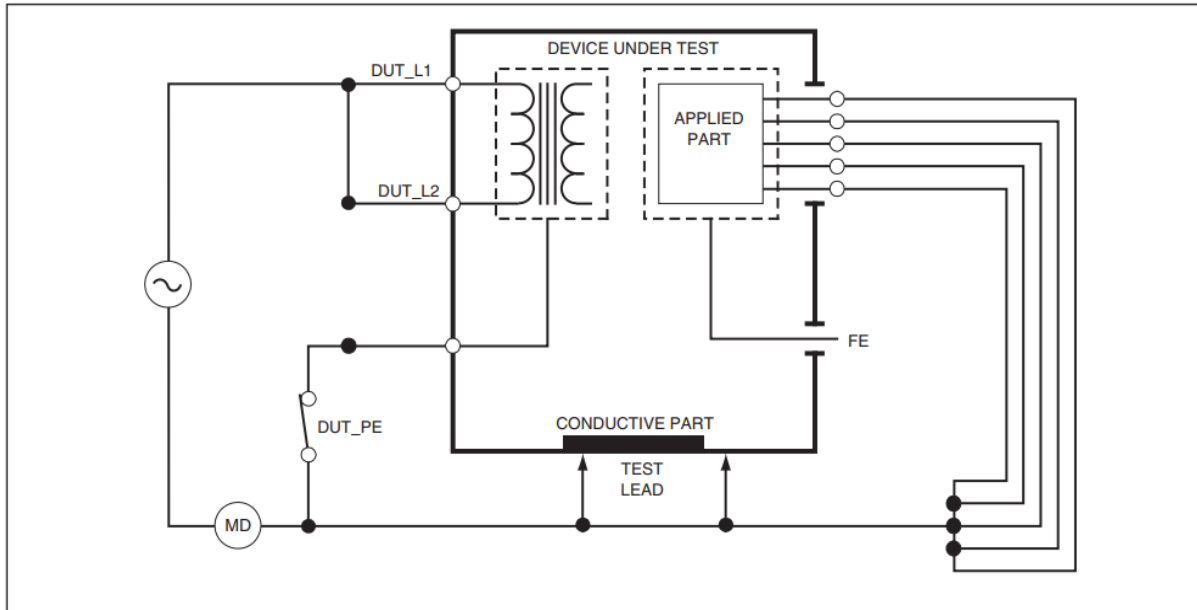 DEVICE UNDER TEST
DUT_L1
APPLIED
PART
DUT_L2
FE
DUT_PE
CONDUCTIVE PART
TEST
LEAD
MD